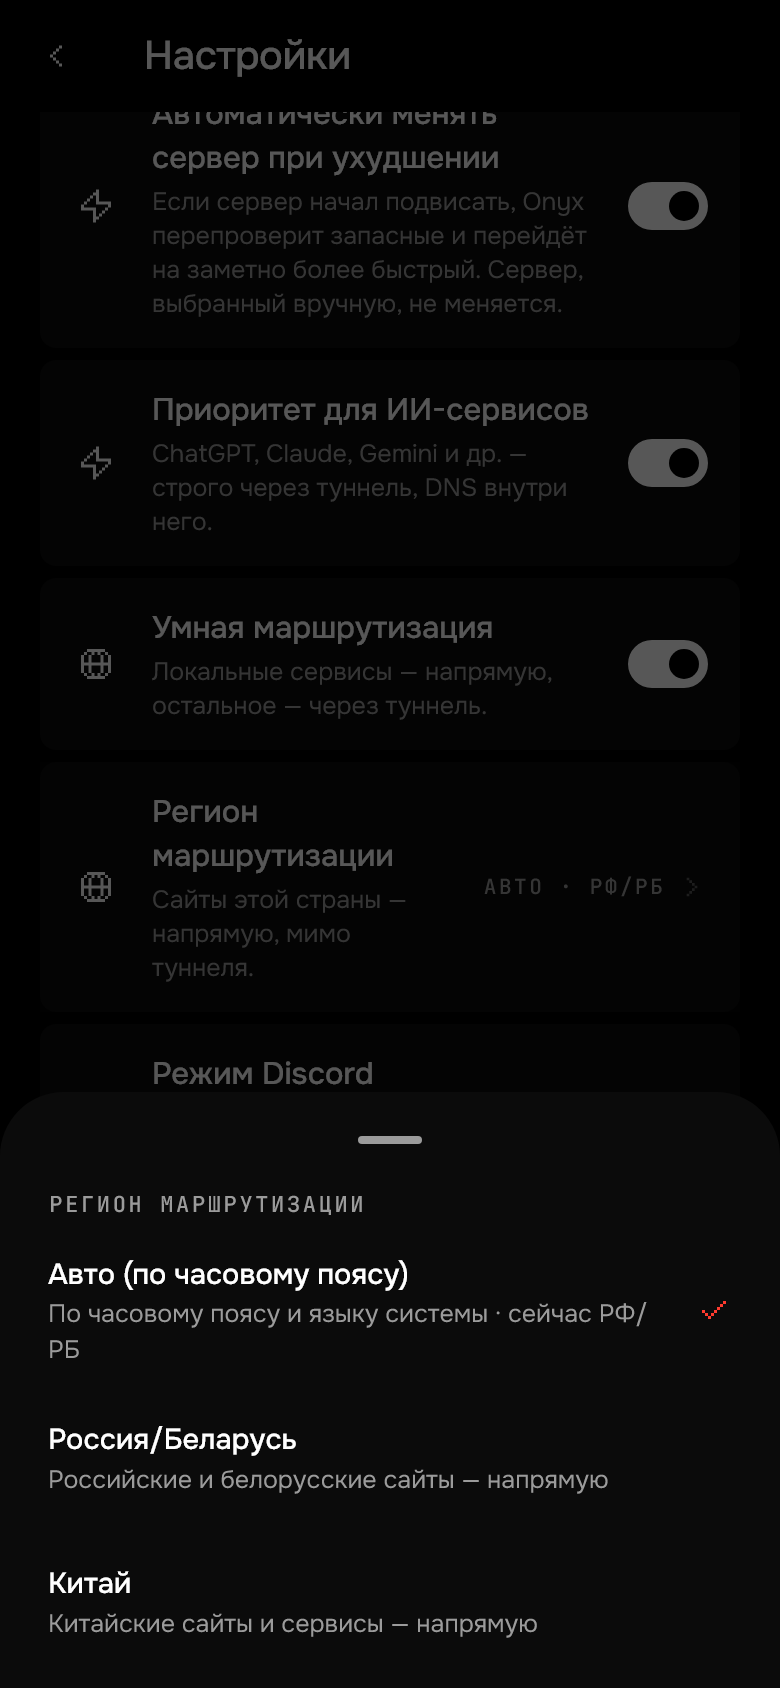 Настройки
Автоматически менять
сервер при ухудшении
Если сервер начал подвисать, Onyx
перепроверит запасные и перейдёт
на заметно более быстрый. Сервер,
выбранный вручную, не меняется.
Приоритет для ИИ-сервисов
ChatGPT, Claude, Gemini и др. —
строго через туннель, DNS внутри
него.
Умная маршрутизация
Локальные сервисы — напрямую,
остальное — через туннель.
Регион
маршрутизации
Сайты этой страны —
напрямую, мимо
туннеля.
АВТО · РФ/РБ
Режим Discord
РЕГИОН МАРШРУТИЗАЦИИ
Авто (по часовому поясу)
По часовому поясу и языку системы · сейчас РФ/
РБ
Россия/Беларусь
Российские и белорусские сайты — напрямую
Китай
Китайские сайты и сервисы — напрямую